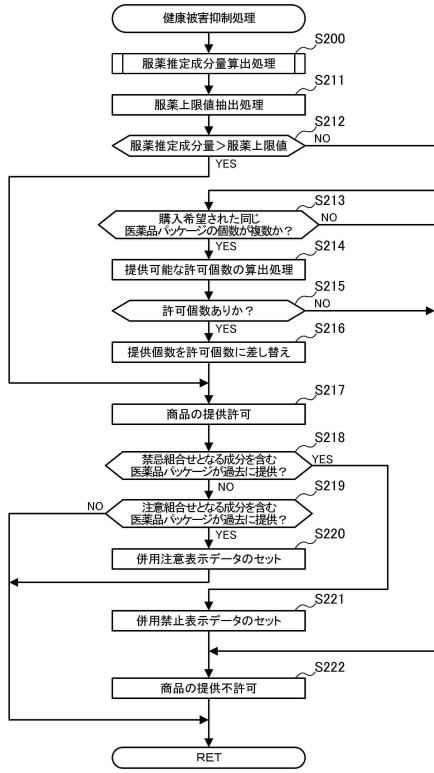 健康被害抑制処理
S200
服薬推定成分量算出処理
S211
服薬上限値抽出処理
S212
服薬推定成分量＞服薬上限値
NO
YES
S213
購入希望された同じ
医薬品パッケージの個数が複数か？
NO
YES
S214
提供可能な許可個数の算出処理
S215
許可個数ありか？
NO
YES
S216
提供個数を許可個数に差し替え
S217
商品の提供許可
S218
禁忌組合せとなる成分を含む
医薬品パッケージが過去に提供？
YES
NO
S219
注意組合せとなる成分を含む
医薬品パッケージが過去に提供？
NO
YES
S220
併用注意表示データのセット
S221
併用禁止表示データのセット
S222
商品の提供不許可
RET